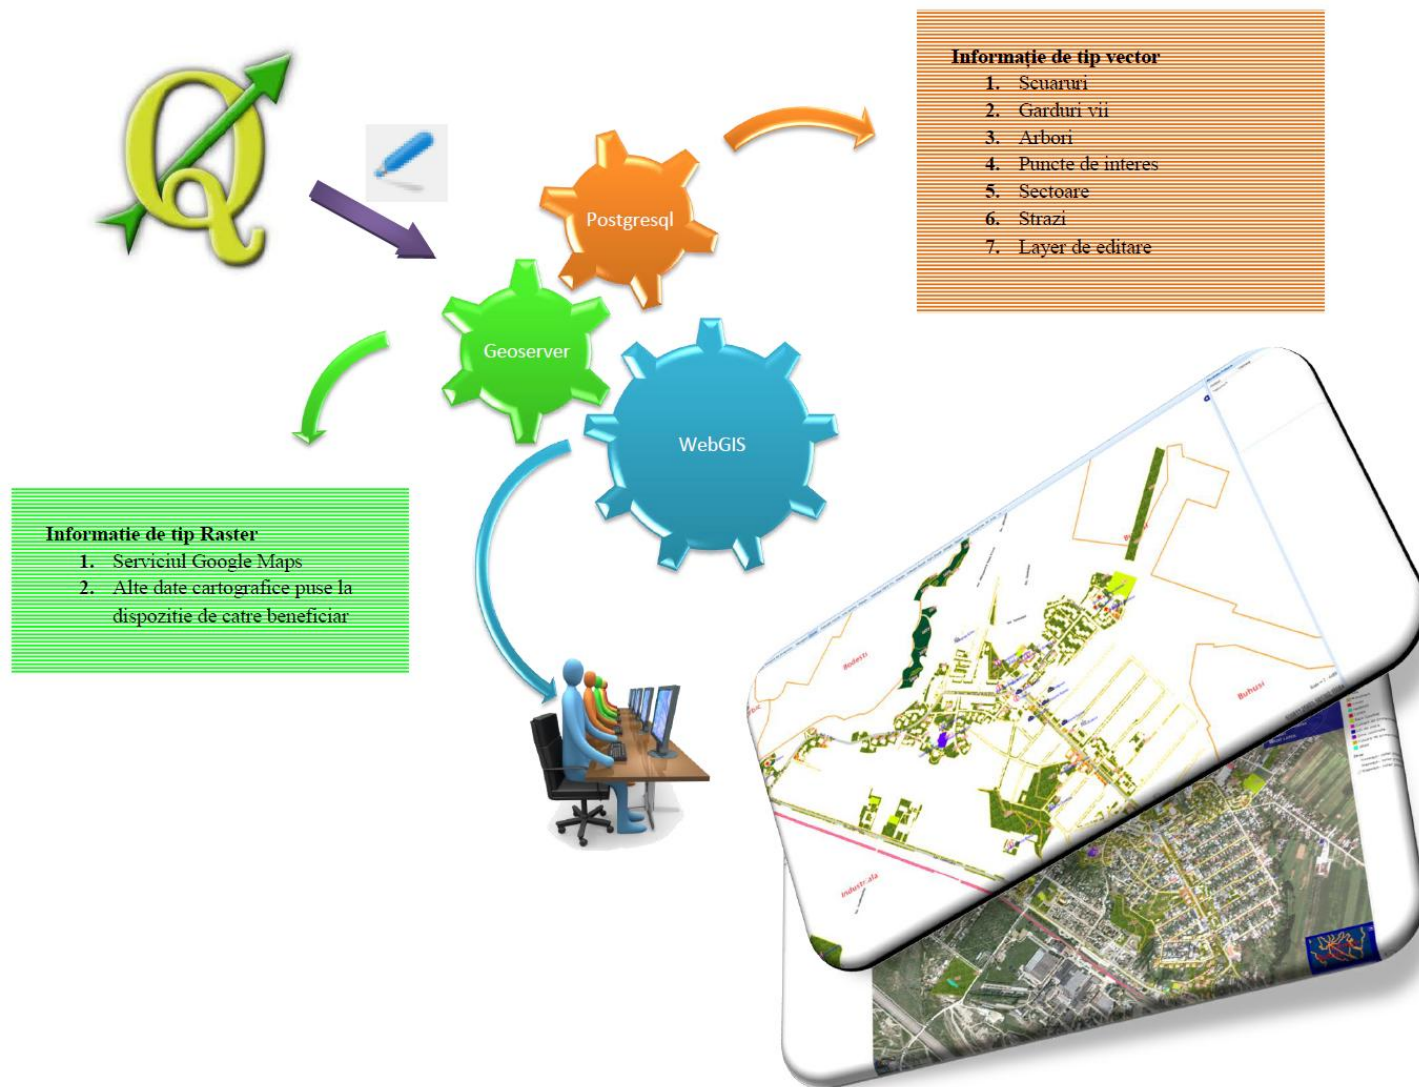 Informație de tip vector
1. Scuaruri
2. Garduri vii
3. Arbori
4. Puncte de interes
5. Sectoare
6. Strazi
7. Layer de editare
Postgresql
Geoserver
WebGIS
Informatie de tip Raster
1. Serviciul Google Maps
2. Alte date cartografice puse la
dispozitie de catre beneficiar
Bodesti
Buhusi